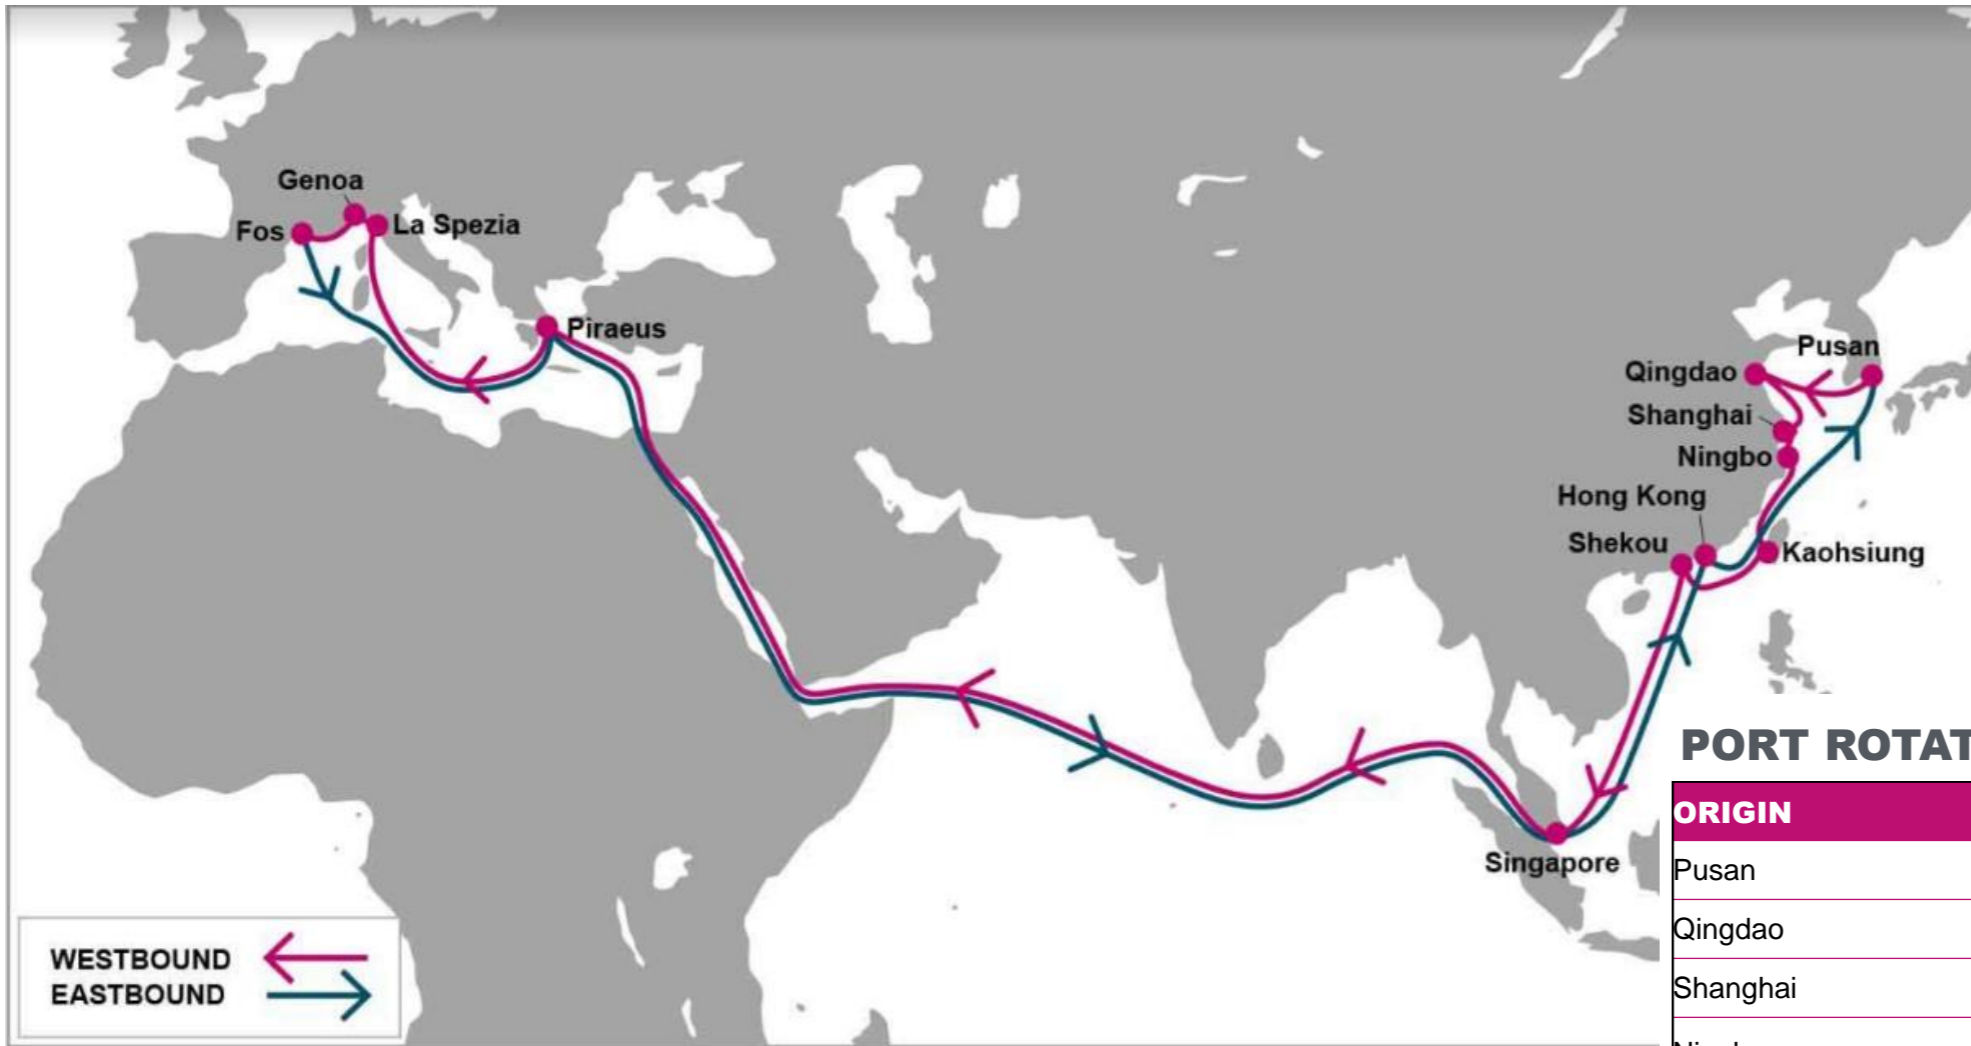 Genoa
Fos
La Spezia
Piraeus
Pusan
Qingdao
Shanghai
Ningbo
Hong Kong
Shekou
Kaohsiung
Singapore
WESTBOUND
EASTBOUND
PORT ROTAT
ORIGIN
Pusan
Qingdao
Shanghai